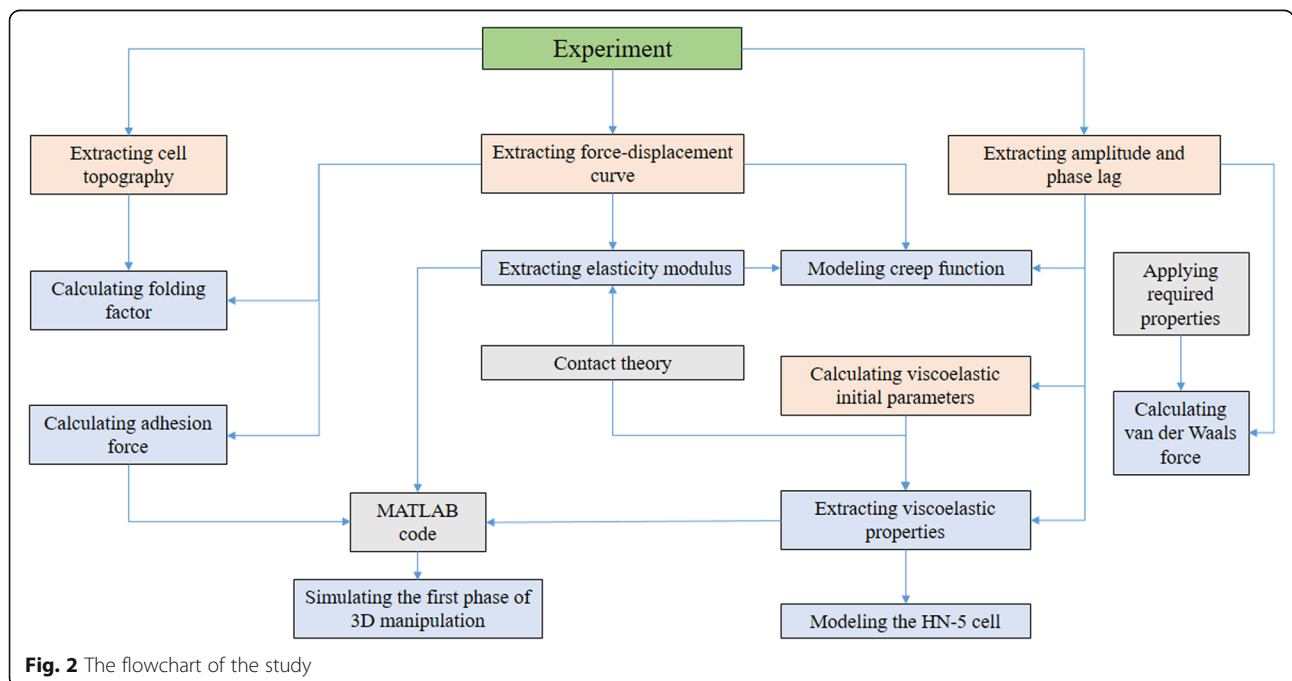 Experiment
Extracting cell
topography
Extracting force-displacement
curve
Extracting amplitude and
phase lag
Calculating folding
factor
Extracting elasticity modulus
Modeling creep function
Applying
required
properties
Contact theory
Calculating viscoelastic
initial parameters
Calculating adhesion
force
Calculating
van der Waals
force
MATLAB
code
Extracting viscoelastic
properties
Simulating the first phase of
3D manipulation
Modeling the HN-5 cell
Fig. 2 The flowchart of the study